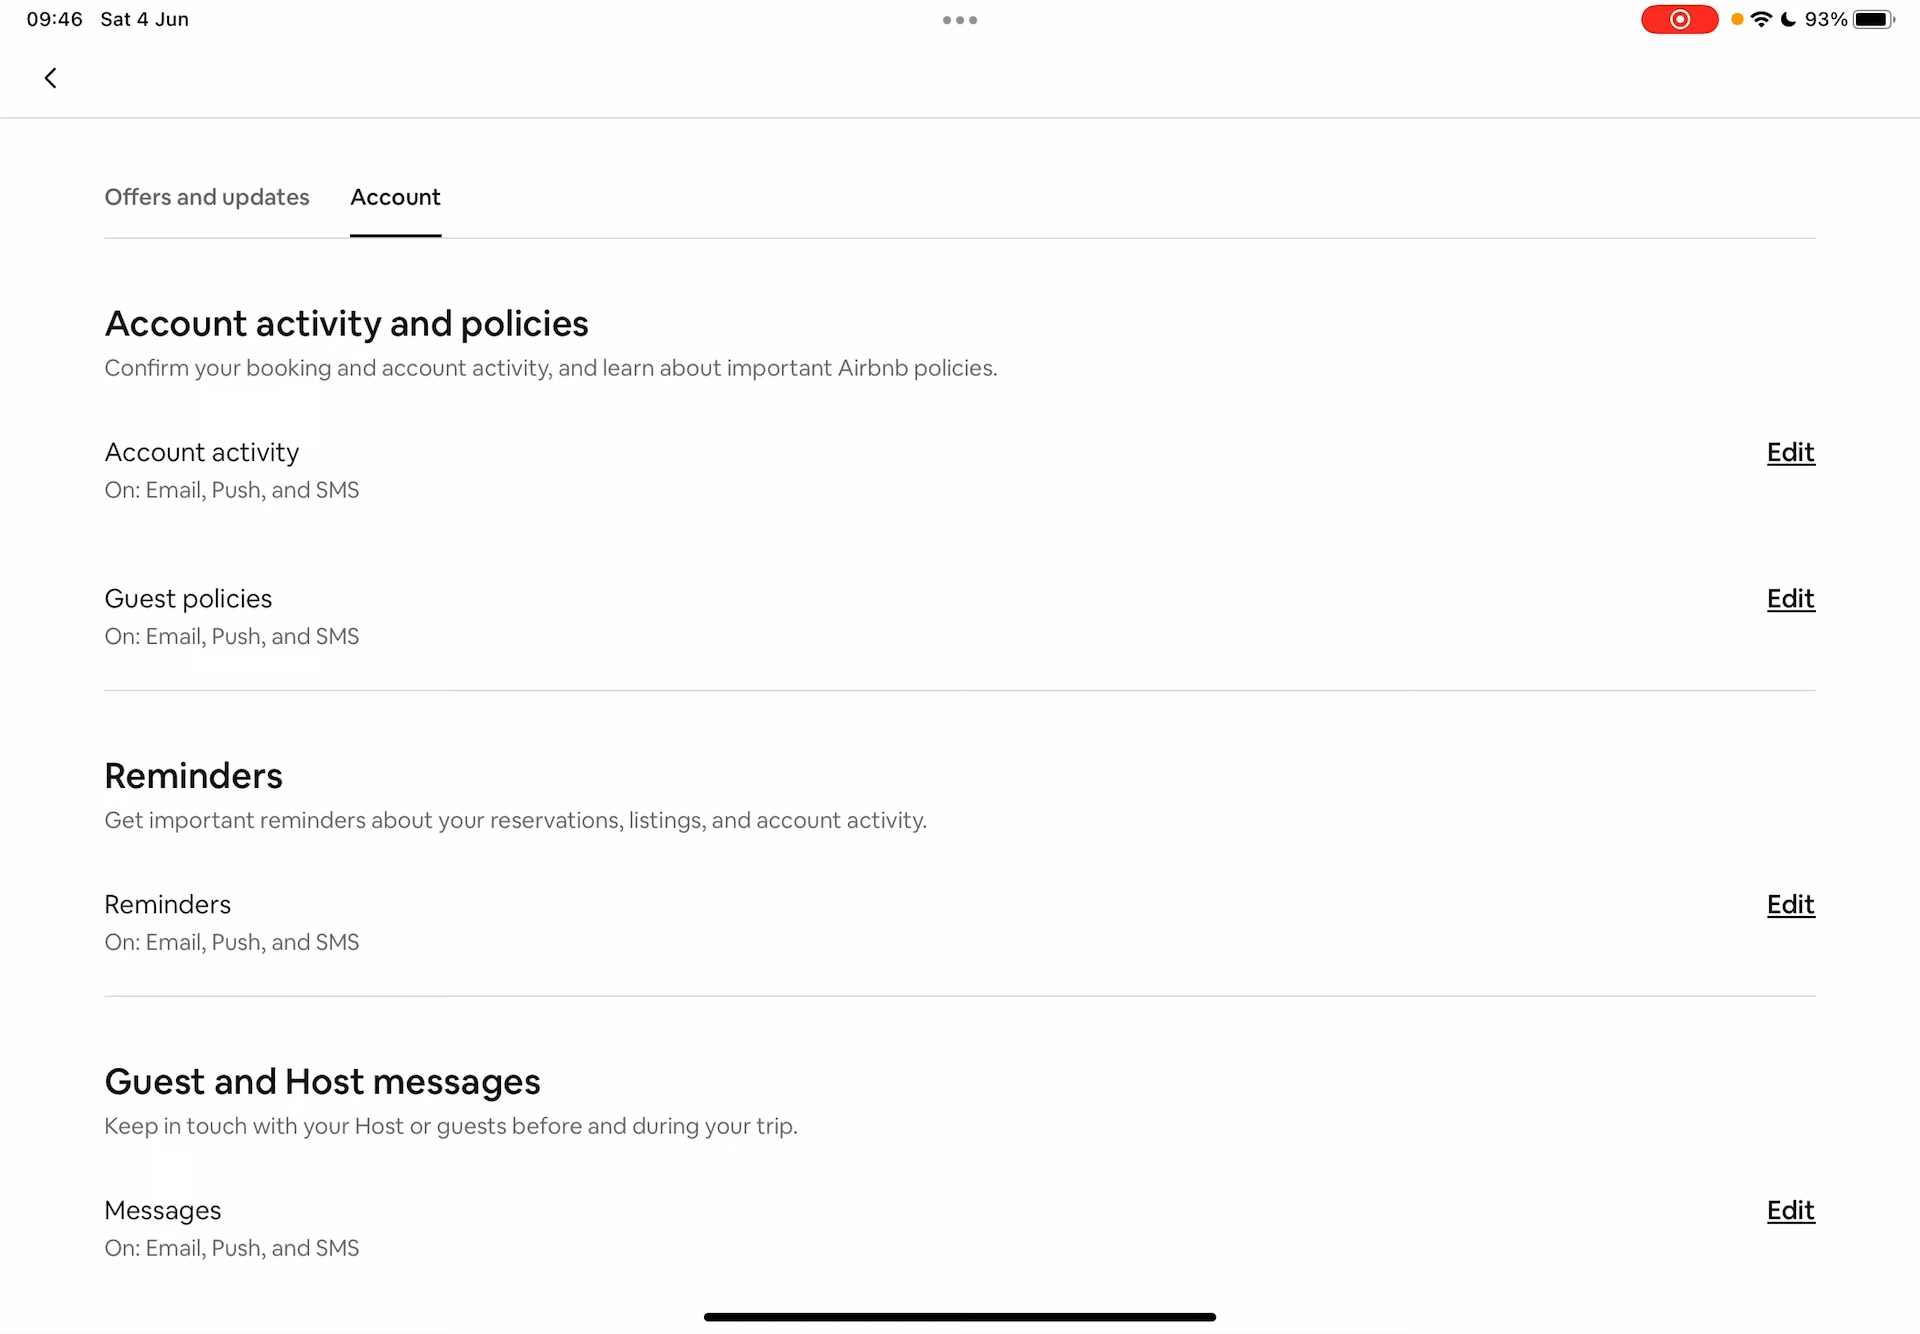 09:46 Sat 4 Jun
93%
Offers and updates
Account
Account activity and policies
Confirm your booking and account activity, and learn about important Airbnb policies.
Account activity
Edit
On: Email, Push, and SMS
Guest policies
Edit
On: Email, Push, and SMS
Reminders
Get important reminders about your reservations, listings, and account activity.
Reminders
Edit
On: Email, Push, and SMS
Guest and Host messages
Keep in touch with your Host or guests before and during your trip.
Messages
Edit
On: Email, Push, and SMS